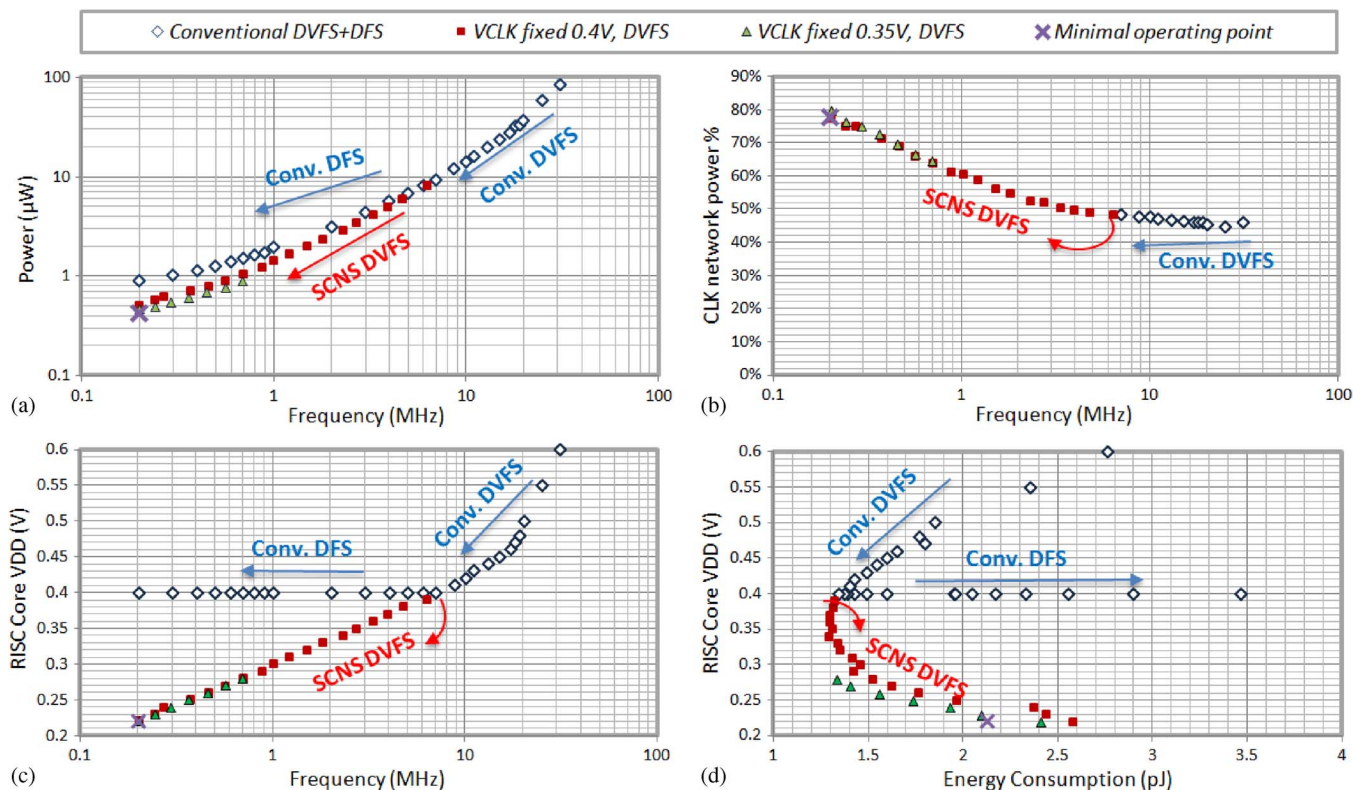 Conventional DVFS+DFS VCLK fixed 0.4V, DVFS VCLK fixed 0.35V, DVFS Minimal operating point
100
10
1
0.1
Power (µW)
Conv. DFS
Conv. DVFS
SCNS DVFS
0.1 1 10 100
(a) Frequency (MHz)
90%
80%
70%
60%
50%
40%
30%
20%
10%
0%
CLK network power %
SCNS DVFS
Conv. DVFS
0.1 1 10 100
(b) Frequency (MHz)
0.6
0.55
0.5
0.45
0.4
0.35
0.3
0.25
0.2
RISC Core VDD (V)
Conv. DVFS
Conv. DFS
SCNS DVFS
0.1 1 10 100
(c) Frequency (MHz)
0.6
0.55
0.5
0.45
0.4
0.35
0.3
0.25
0.2
RISC Core VDD (V)
Conv. DVFS
Conv. DFS
SCNS DVFS
1 1.5 2 2.5 3 3.5 4
(d) Energy Consumption (pJ)